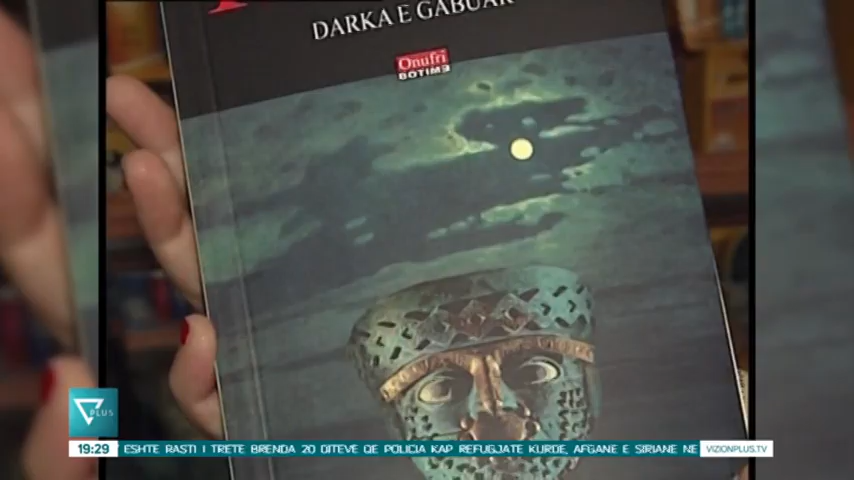 DARKA E GABUAR
Onufri
BOTIME
PLUS
19:29 ESHTE RASTI I TRETE BRENDA 20 DITEVE QE POLICIA KAP REFUGJATE KURDE, AFGANE E SIRIANE NE VIZIONPLUS.TV